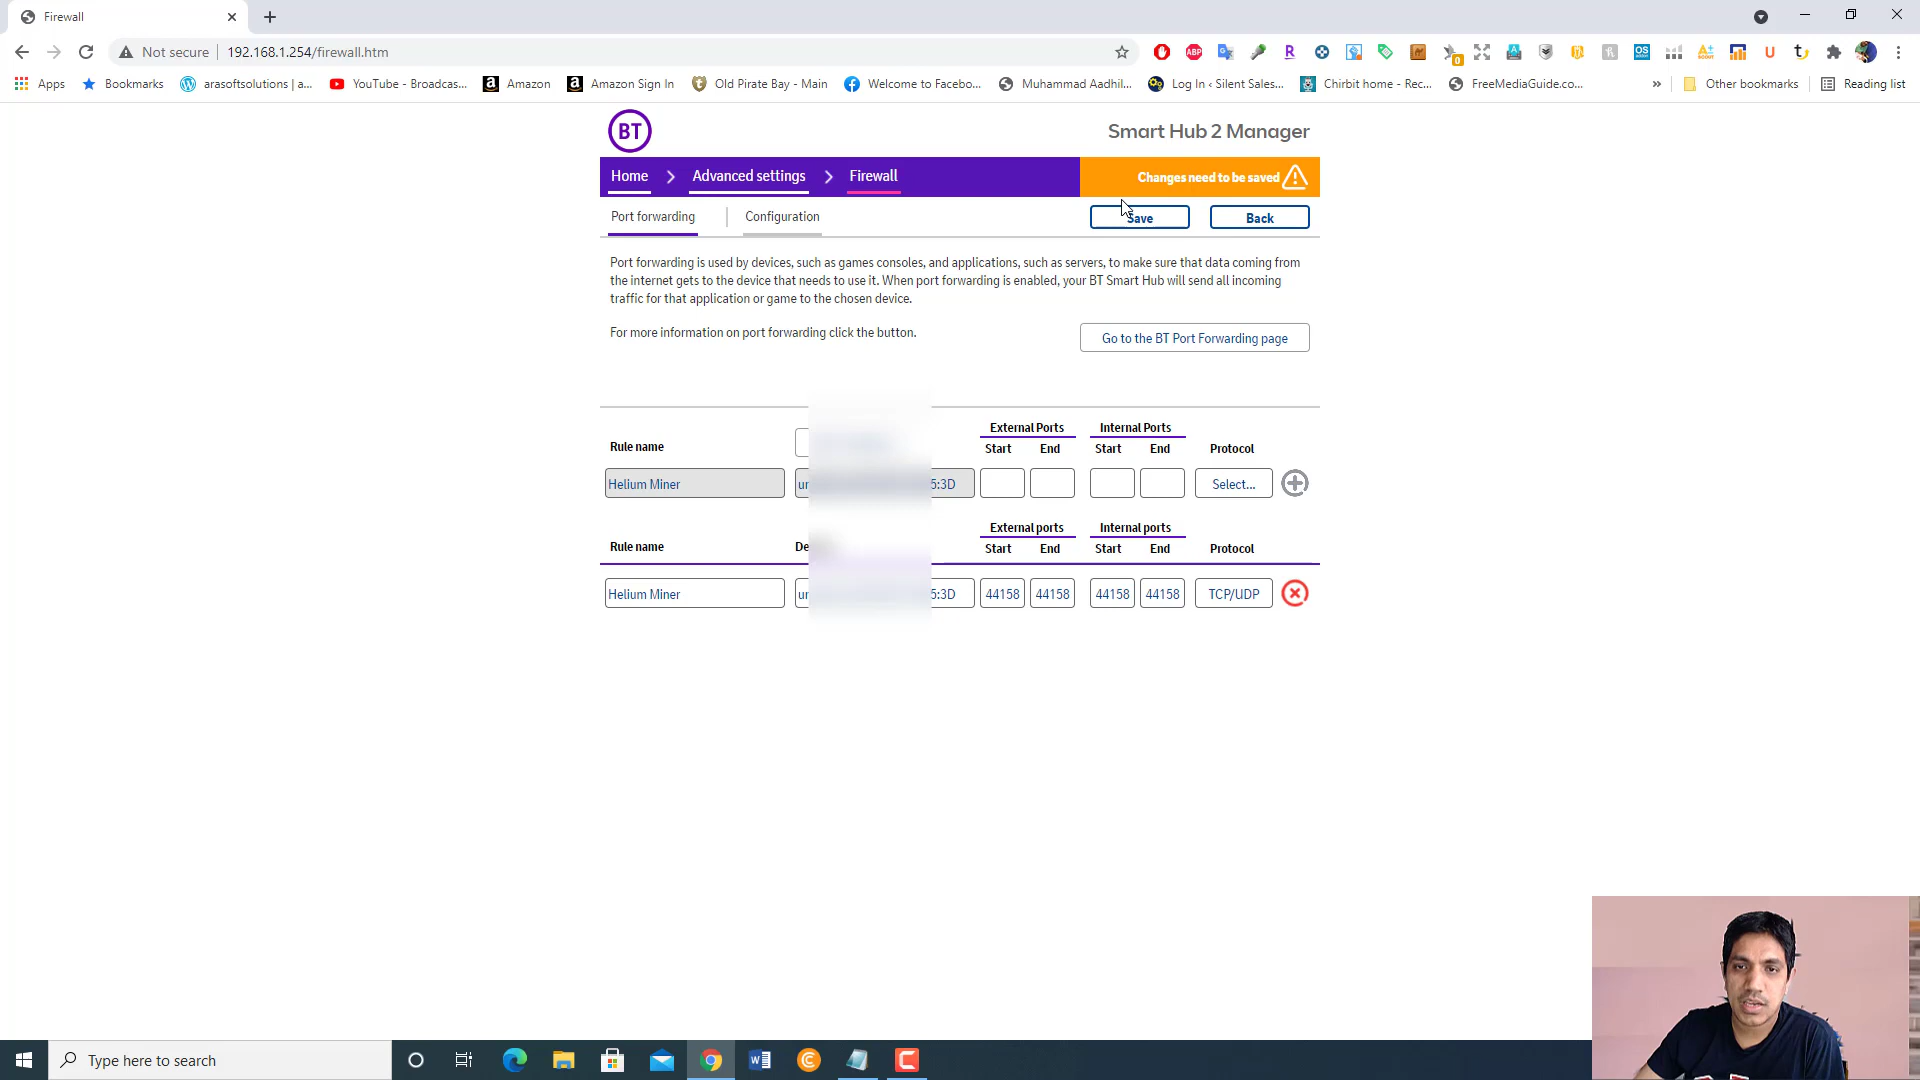 Firewall
Not secure 192.168.1.254/firewall.htm
Apps Bookmarks arasoftsolutions | a... YouTube - Broadcas... Amazon Amazon Sign In Old Pirate Bay - Main Welcome to Facebo... Muhammad Aadhil... Log In ‹ Silent Sales... Chirbit home - Rec... FreeMediaGuide.co... » Other bookmarks Reading list
BT Smart Hub 2 Manager
Home Advanced settings Firewall Changes need to be saved
Port forwarding Configuration Save Back
Port forwarding is used by devices, such as games consoles, and applications, such as servers, to make sure that data coming from
the internet gets to the device that needs to use it. When port forwarding is enabled, your BT Smart Hub will send all incoming
traffic for that application or game to the chosen device.
For more information on port forwarding click the button. Go to the BT Port Forwarding page
External Ports Internal Ports
Rule name Start End Start End Protocol
Helium Miner 5:3D Select...
External ports Internal ports
Rule name Start End Start End Protocol
Helium Miner 5:3D 44158 44158 44158 44158 TCP/UDP
Type here to search